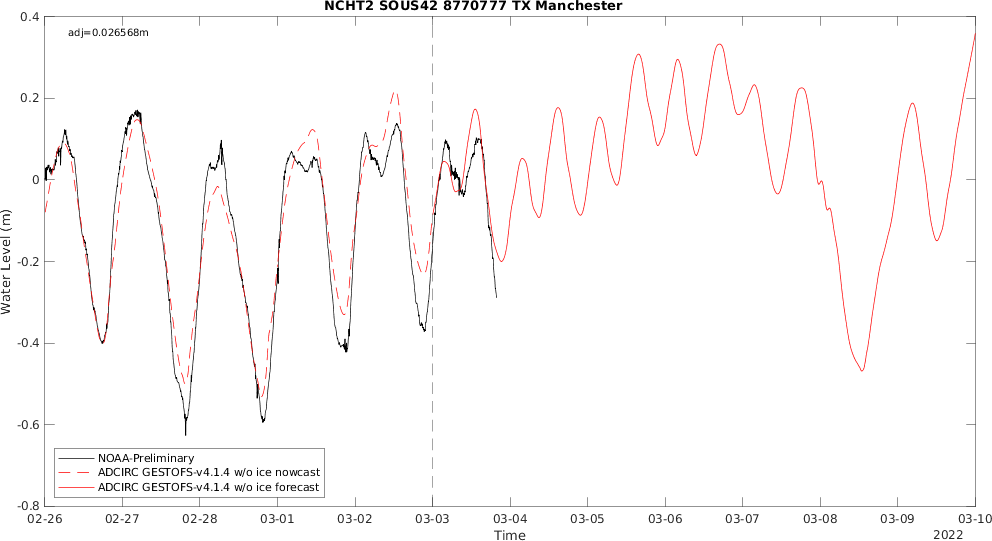 NCHT2 SOUS42 8770777 TX Manchester
adj=0.026568m
0.4
0.2
0
-0.2
-0.4
-0.6
-0.8
Water Level (m)
NOAA-Preliminary
ADCIRC GESTOFS-v4.1.4 w/o ice nowcast
ADCIRC GESTOFS-v4.1.4 w/o ice forecast
02-26 02-27 02-28 03-01 03-02 03-03 03-04 03-05 03-06 03-07 03-08 03-09 03-10
Time
2022